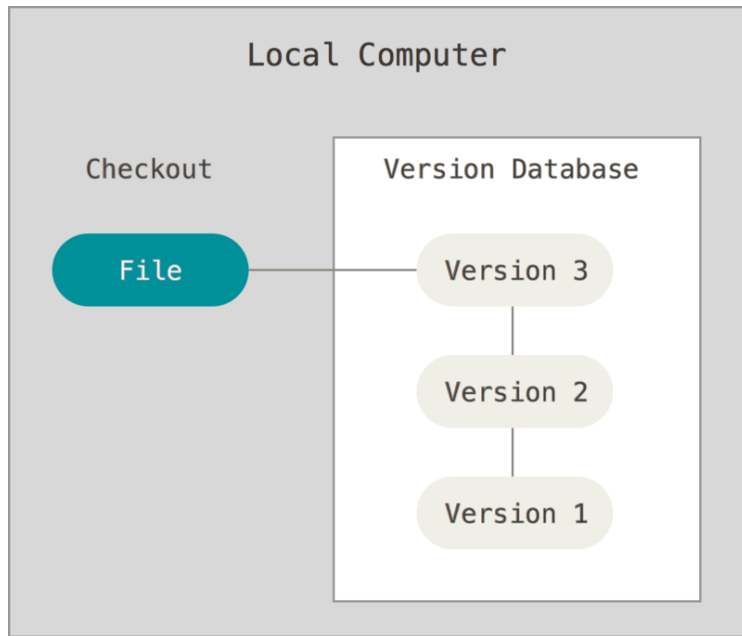 Local Computer
Checkout
Version Database
File
Version 3
Version 2
Version 1